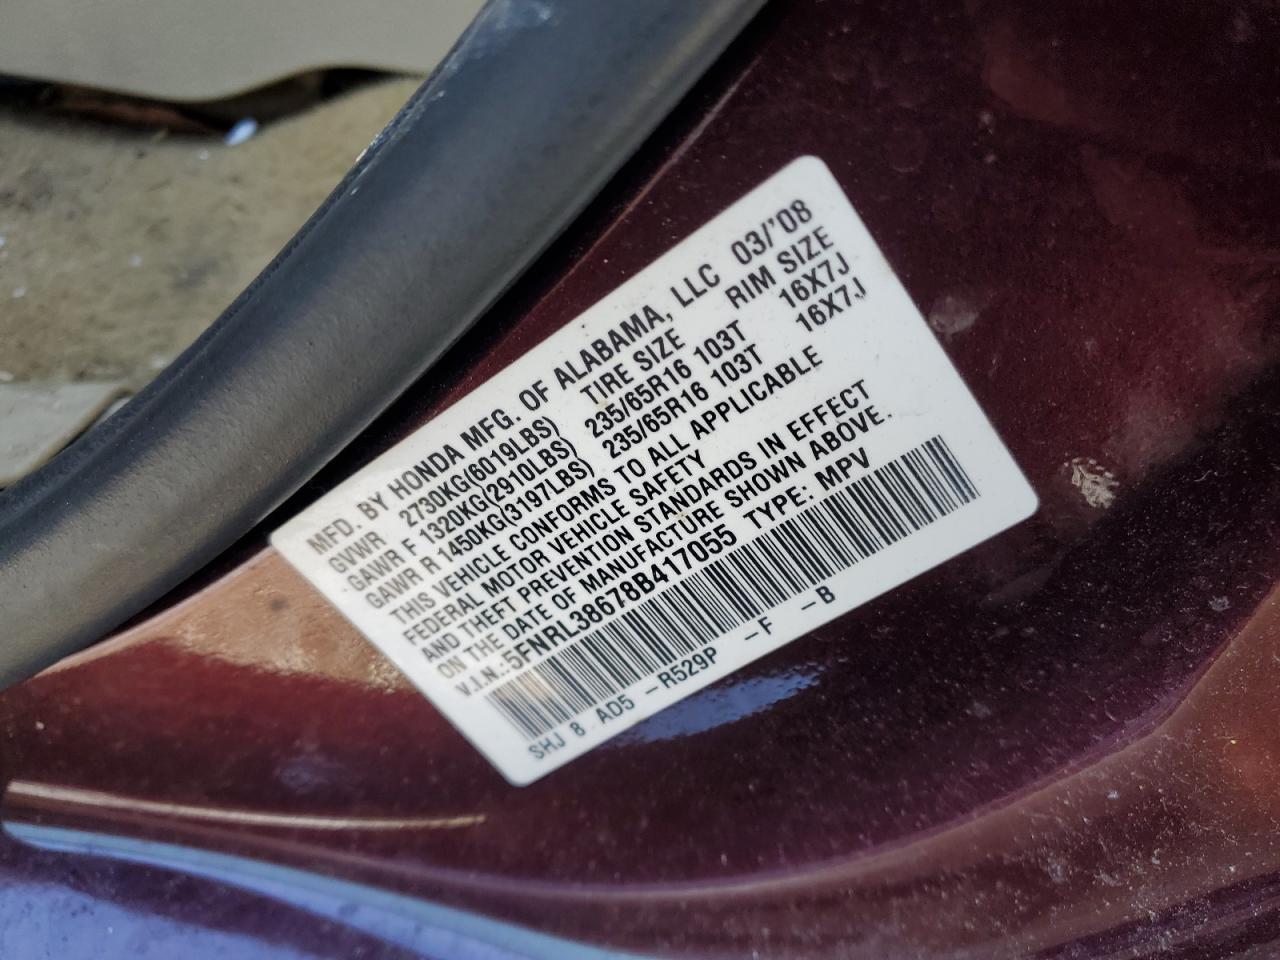 MFD. BY HONDA MFG. OF ALABAMA, LLC 03/'08
GVWR 2730KG(6019LBS) TIRE SIZE RIM SIZE
GAWR F 1320KG(2910LBS) 235/65R16 103T 16X7J
GAWR R 1450KG(3197LBS) 235/65R16 103T 16X7J
THIS VEHICLE CONFORMS TO ALL APPLICABLE
FEDERAL MOTOR VEHICLE SAFETY
AND THEFT PREVENTION STANDARDS IN EFFECT
ON THE DATE OF MANUFACTURE SHOWN ABOVE.
V.I.N.:5FNRL38678B417055 TYPE: MPV
SHJ 8 AD5 -R529P -F -B